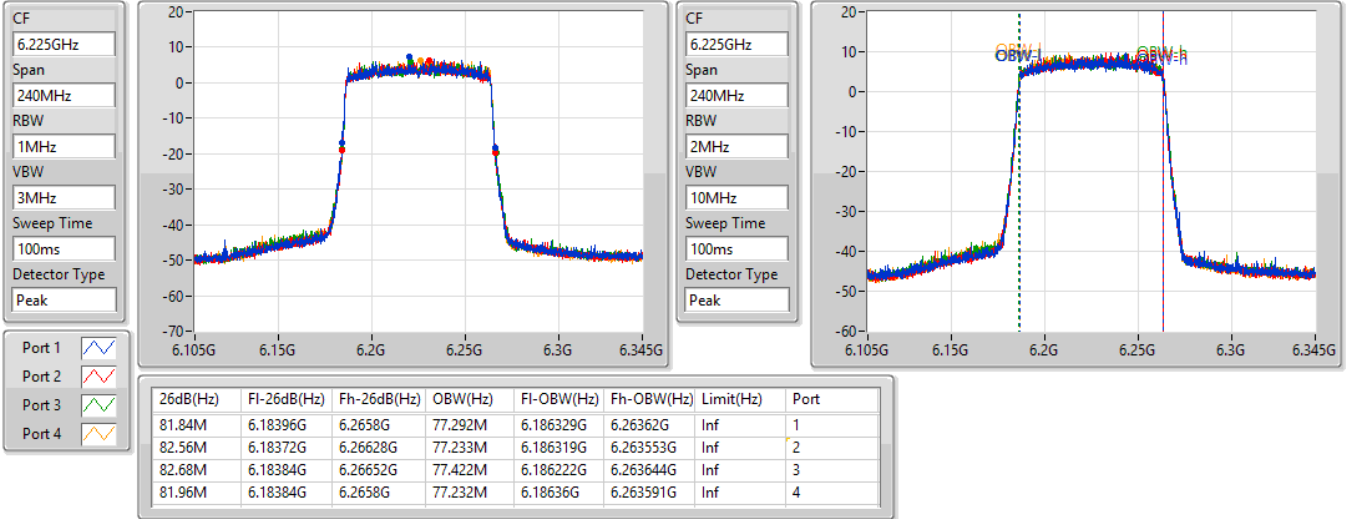 CF
6.225GHz
Span
240MHz
RBW
1MHz
VBW
3MHz
Sweep Time
100ms
Detector Type
Peak
20
10
0
-10
-20
-30
-40
-50
-60
-70
6.105G 6.15G 6.2G 6.25G 6.3G 6.345G
CF
6.225GHz
Span
240MHz
RBW
2MHz
VBW
10MHz
Sweep Time
100ms
Detector Type
Peak
20
10
0
-10
-20
-30
-40
-50
-60
OBW-l OBW-h
6.105G 6.15G 6.2G 6.25G 6.3G 6.345G
Port 1
Port 2
Port 3
Port 4
26dB(Hz) Fl-26dB(Hz) Fh-26dB(Hz) OBW(Hz) Fl-OBW(Hz) Fh-OBW(Hz) Limit(Hz) Port
81.84M 6.18396G 6.2658G 77.292M 6.186329G 6.26362G Inf 1
82.56M 6.18372G 6.26628G 77.233M 6.186319G 6.263553G Inf 2
82.68M 6.18384G 6.26652G 77.422M 6.186222G 6.263644G Inf 3
81.96M 6.18384G 6.2658G 77.232M 6.18636G 6.263591G Inf 4